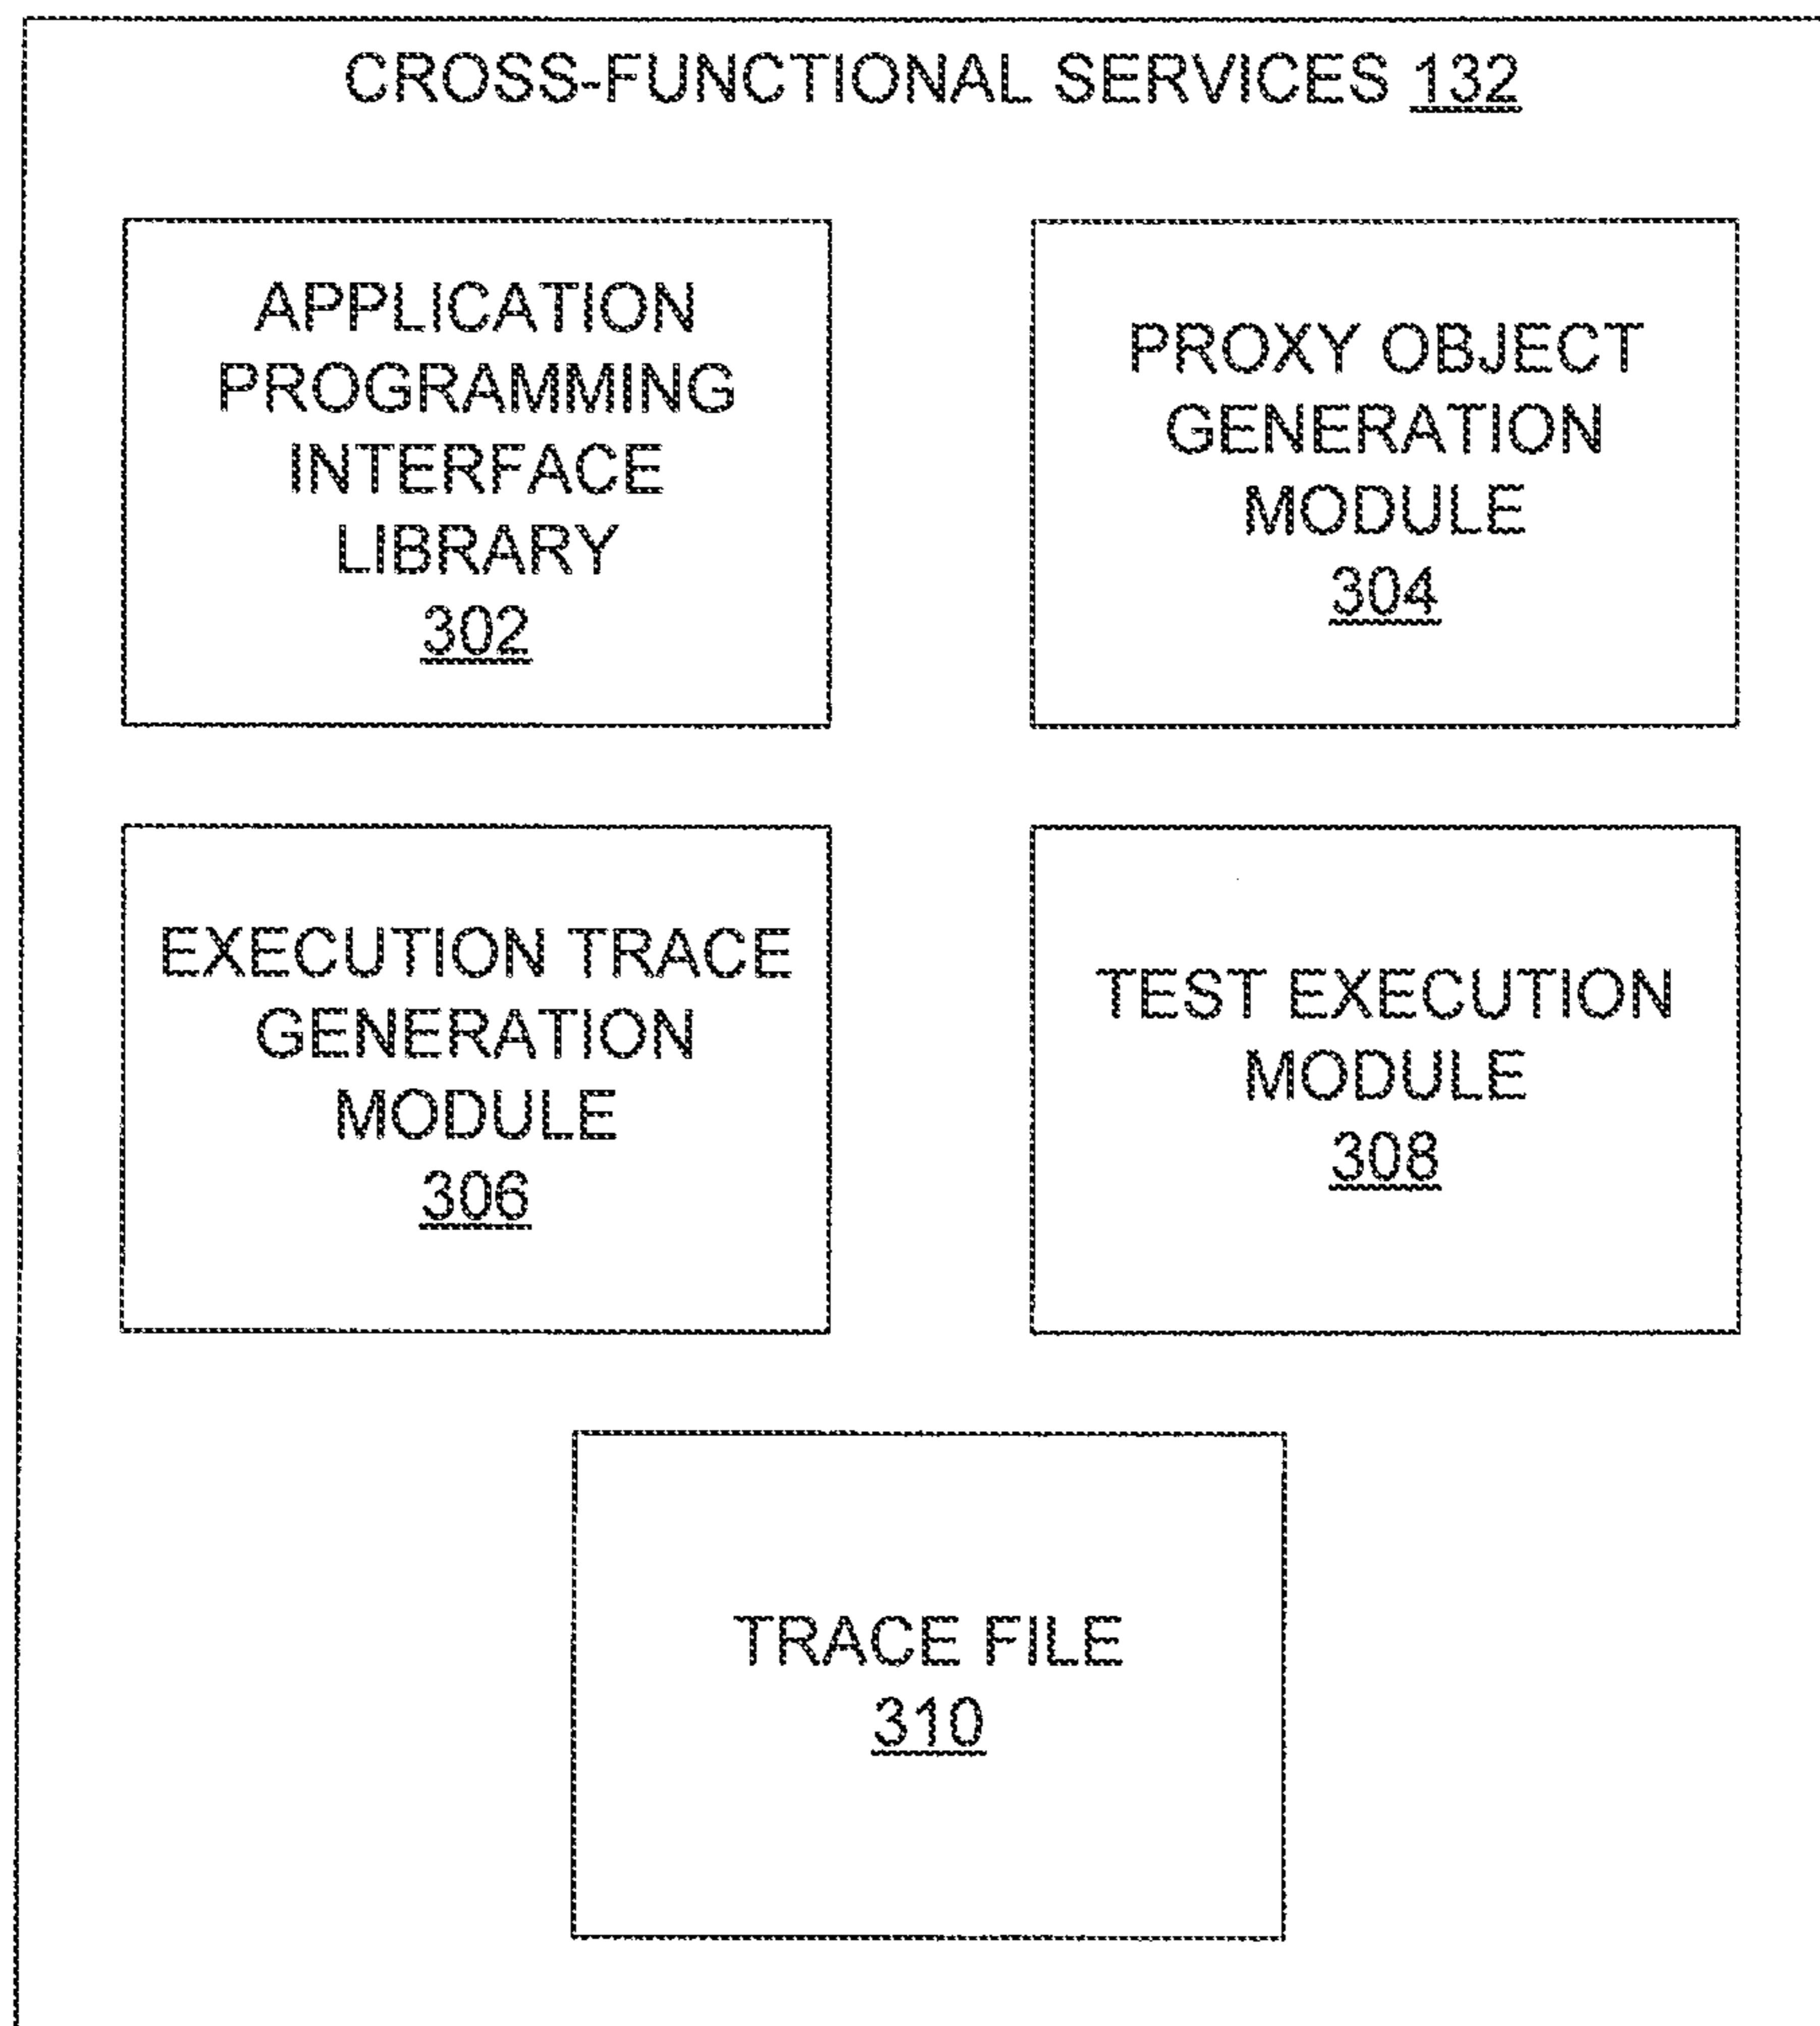 CROSS-FUNCTIONAL SERVICES 132
APPLICATION
PROGRAMMING
INTERFACE
LIBRARY
302
PROXY OBJECT
GENERATION
MODULE
304
EXECUTION TRACE
GENERATION
MODULE
306
TEST EXECUTION
MODULE
308
TRACE FILE
310